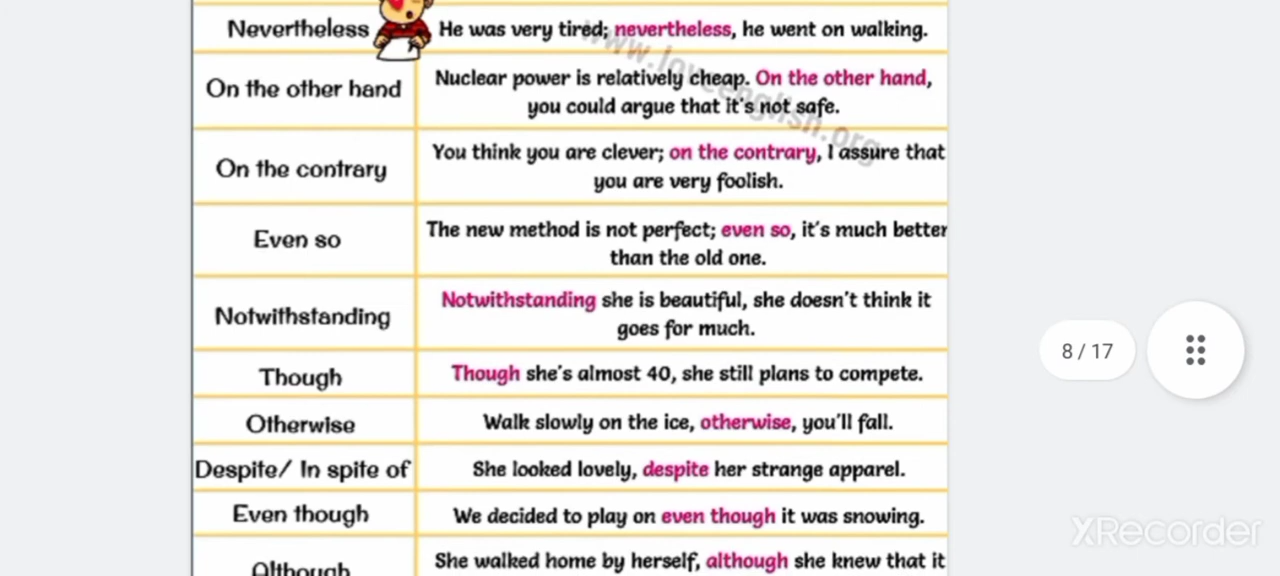 Nevertheless
He was very tired; nevertheless, he went on walking.
On the other hand
Nuclear power is relatively cheap. On the other hand,
you could argue that it's not safe.
On the contrary
You think you are clever; on the contrary, I assure that
you are very foolish.
Even so
The new method is not perfect; even so, it's much better
than the old one.
Notwithstanding
Notwithstanding she is beautiful, she doesn't think it
goes for much.
Though
Though she's almost 40, she still plans to compete.
Otherwise
Walk slowly on the ice, otherwise, you'll fall.
Despite/ In spite of
She looked lovely, despite her strange apparel.
Even though
We decided to play on even though it was snowing.
Although
She walked home by herself, although she knew that it
www.loveenglish.org
8 / 17
XRecorder